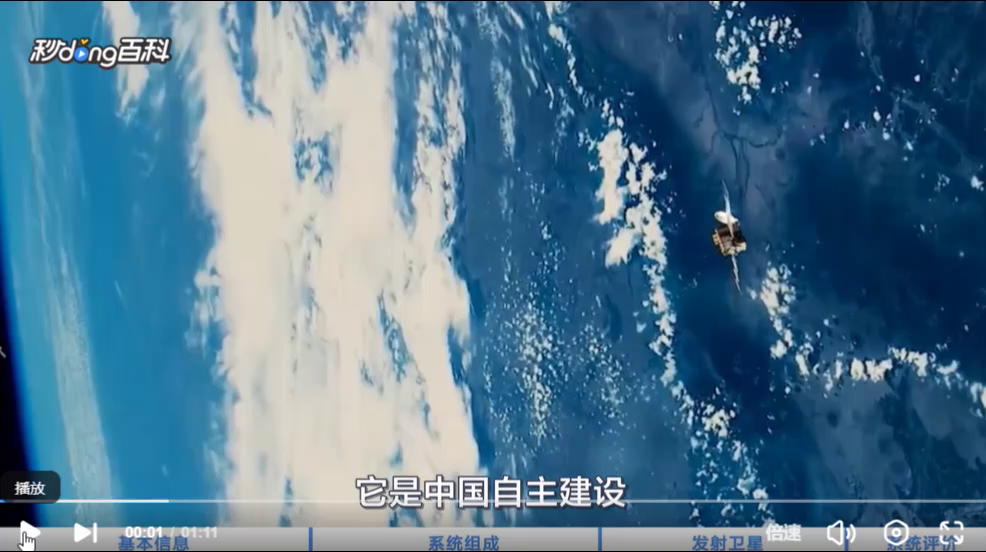 秒dong百科
它是中国自主建设
播放
00:01 / 01:11
倍速
基本信息
系统组成
发射卫星
系统评价